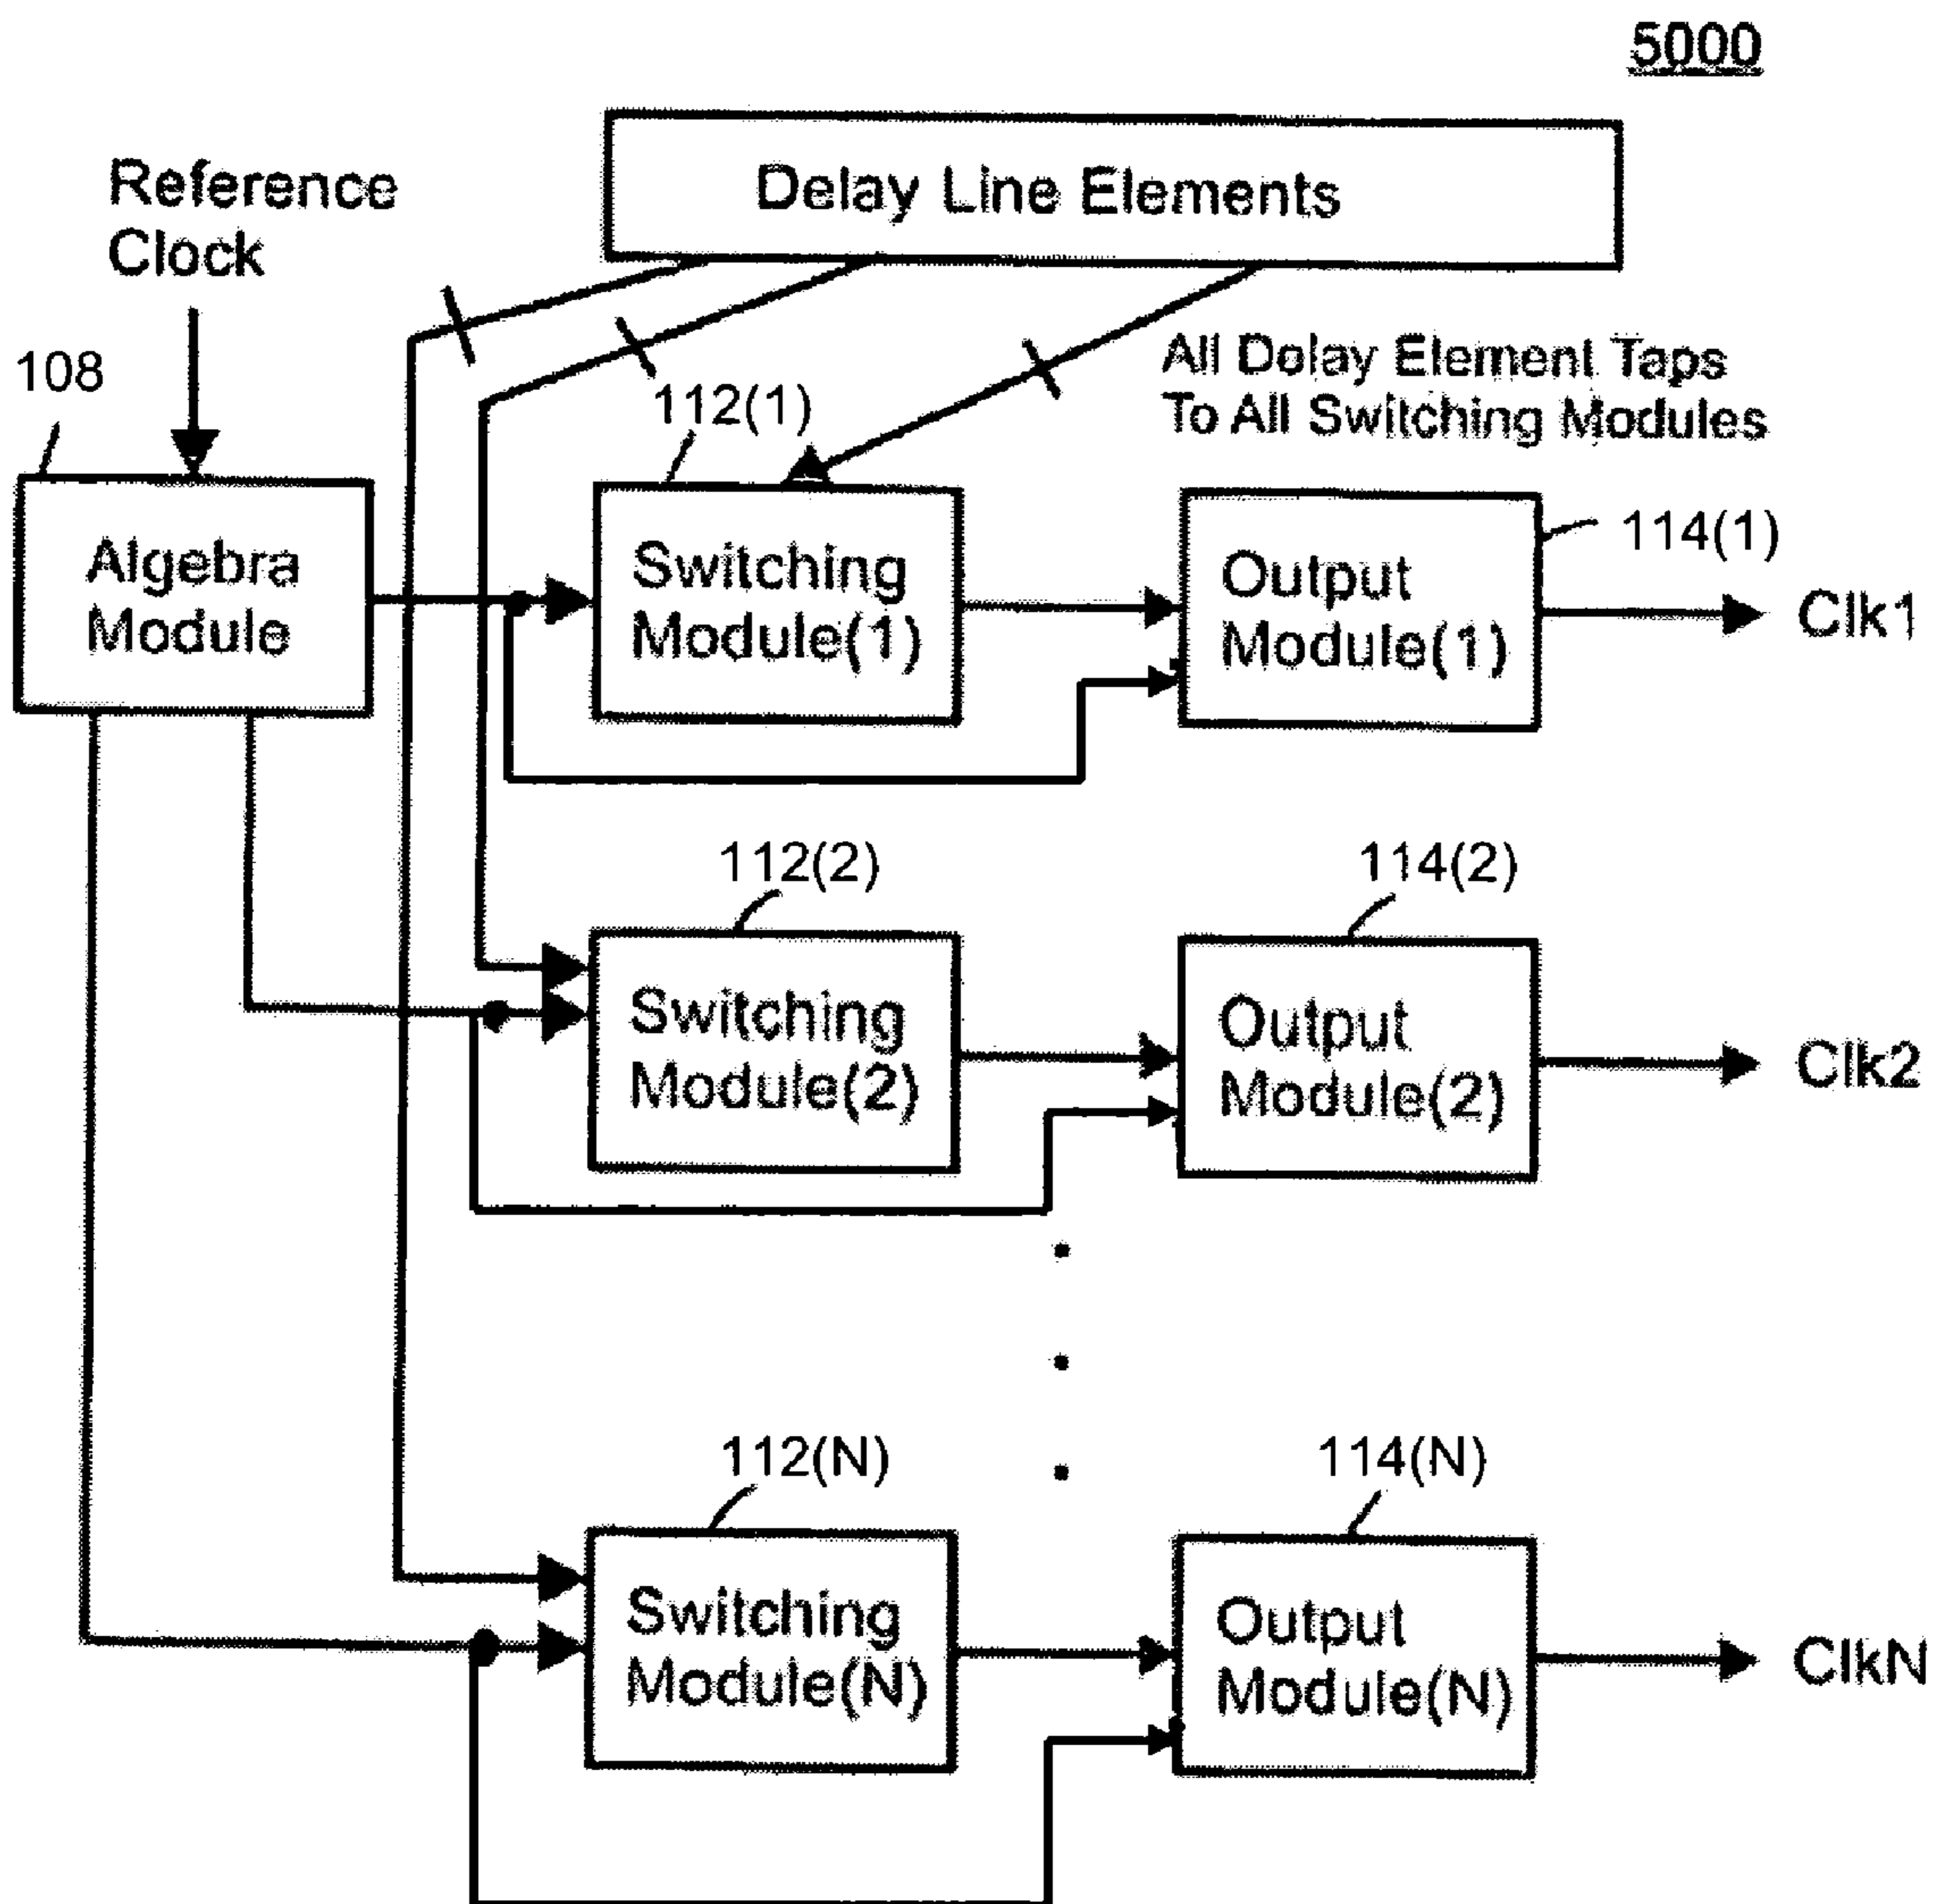 5000
Delay Line Elements
Reference
Clock
108
112(1)
All Dolay Element Taps
To All Switching Modules
Algebra
Module
Switching
Module(1)
Output
Module(1)
114(1)
Clk1
112(2)
114(2)
Switching
Module(2)
Output
Module(2)
Clk2
112(N)
114(N)
Switching
Module(N)
Output
Module(N)
ClkN